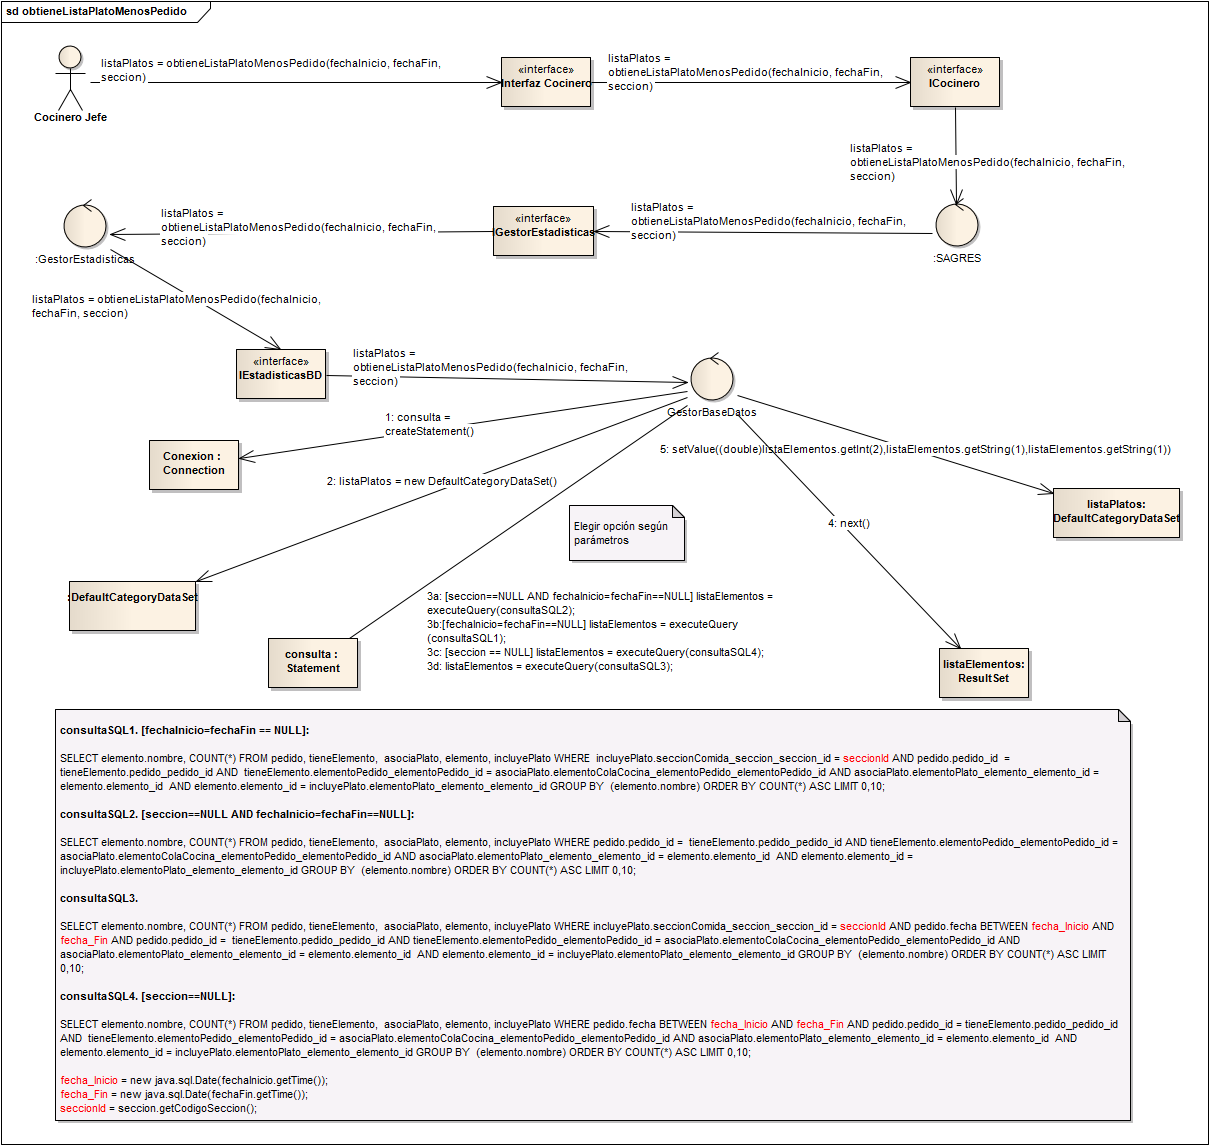 sd obtieneListaPlatoMenosPedido
listaPlatos = obtieneListaPlatoMenosPedido(fechaInicio, fechaFin,
seccion)
Cocinero Jefe
«interface»
Interfaz Cocinero
listaPlatos =
obtieneListaPlatoMenosPedido(fechaInicio, fechaFin,
seccion)
«interface»
ICocinero
listaPlatos =
obtieneListaPlatoMenosPedido(fechaInicio, fechaFin,
seccion)
:SAGRES
listaPlatos =
obtieneListaPlatoMenosPedido(fechaInicio, fechaFin,
seccion)
«interface»
IGestorEstadisticas
listaPlatos =
obtieneListaPlatoMenosPedido(fechaInicio, fechaFin,
seccion)
:GestorEstadisticas
listaPlatos = obtieneListaPlatoMenosPedido(fechaInicio,
fechaFin, seccion)
«interface»
IEstadisticasBD
listaPlatos =
obtieneListaPlatoMenosPedido(fechaInicio, fechaFin,
seccion)
GestorBaseDatos
1: consulta =
createStatement()
Conexion :
Connection
2: listaPlatos = new DefaultCategoryDataSet()
:DefaultCategoryDataSet
5: setValue((double)listaElementos.getInt(2),listaElementos.getString(1),listaElementos.getString(1))
listaPlatos:
DefaultCategoryDataSet
4: next()
listaElementos:
ResultSet
Elegir opción según
parámetros
3a: [seccion==NULL AND fechaInicio=fechaFin==NULL] listaElementos =
executeQuery(consultaSQL2);
3b:[fechaInicio=fechaFin==NULL] listaElementos = executeQuery
(consultaSQL1);
3c: [seccion == NULL] listaElementos = executeQuery(consultaSQL4);
3d: listaElementos = executeQuery(consultaSQL3);
consulta :
Statement
consultaSQL1. [fechaInicio=fechaFin == NULL]:
SELECT elemento.nombre, COUNT(*) FROM pedido, tieneElemento,  asociaPlato, elemento, incluyePlato WHERE  incluyePlato.seccionComida_seccion_seccion_id = seccionId AND pedido.pedido_id  =
tieneElemento.pedido_pedido_id AND  tieneElemento.elementoPedido_elementoPedido_id = asociaPlato.elementoColaCocina_elementoPedido_elementoPedido_id AND asociaPlato.elementoPlato_elemento_elemento_id =
elemento.elemento_id  AND elemento.elemento_id = incluyePlato.elementoPlato_elemento_elemento_id GROUP BY  (elemento.nombre) ORDER BY COUNT(*) ASC LIMIT 0,10;
consultaSQL2. [seccion==NULL AND fechaInicio=fechaFin==NULL]:
SELECT elemento.nombre, COUNT(*) FROM pedido, tieneElemento,  asociaPlato, elemento, incluyePlato WHERE pedido.pedido_id =  tieneElemento.pedido_pedido_id AND tieneElemento.elementoPedido_elementoPedido_id =
asociaPlato.elementoColaCocina_elementoPedido_elementoPedido_id AND asociaPlato.elementoPlato_elemento_elemento_id = elemento.elemento_id  AND elemento.elemento_id =
incluyePlato.elementoPlato_elemento_elemento_id GROUP BY  (elemento.nombre) ORDER BY COUNT(*) ASC LIMIT 0,10;
consultaSQL3.
SELECT elemento.nombre, COUNT(*) FROM pedido, tieneElemento,  asociaPlato, elemento, incluyePlato WHERE incluyePlato.seccionComida_seccion_seccion_id = seccionId AND pedido.fecha BETWEEN fecha_Inicio AND
fecha_Fin AND pedido.pedido_id =  tieneElemento.pedido_pedido_id AND tieneElemento.elementoPedido_elementoPedido_id = asociaPlato.elementoColaCocina_elementoPedido_elementoPedido_id AND
asociaPlato.elementoPlato_elemento_elemento_id = elemento.elemento_id  AND elemento.elemento_id = incluyePlato.elementoPlato_elemento_elemento_id GROUP BY  (elemento.nombre) ORDER BY COUNT(*) ASC LIMIT
0,10;
consultaSQL4. [seccion==NULL]:
SELECT elemento.nombre, COUNT(*) FROM pedido, tieneElemento,  asociaPlato, elemento, incluyePlato WHERE pedido.fecha BETWEEN fecha_Inicio AND fecha_Fin AND pedido.pedido_id = tieneElemento.pedido_pedido_id
AND  tieneElemento.elementoPedido_elementoPedido_id = asociaPlato.elementoColaCocina_elementoPedido_elementoPedido_id AND asociaPlato.elementoPlato_elemento_elemento_id = elemento.elemento_id  AND
elemento.elemento_id = incluyePlato.elementoPlato_elemento_elemento_id GROUP BY  (elemento.nombre) ORDER BY COUNT(*) ASC LIMIT 0,10;
fecha_Inicio = new java.sql.Date(fechaInicio.getTime());
fecha_Fin = new java.sql.Date(fechaFin.getTime());
seccionId = seccion.getCodigoSeccion();